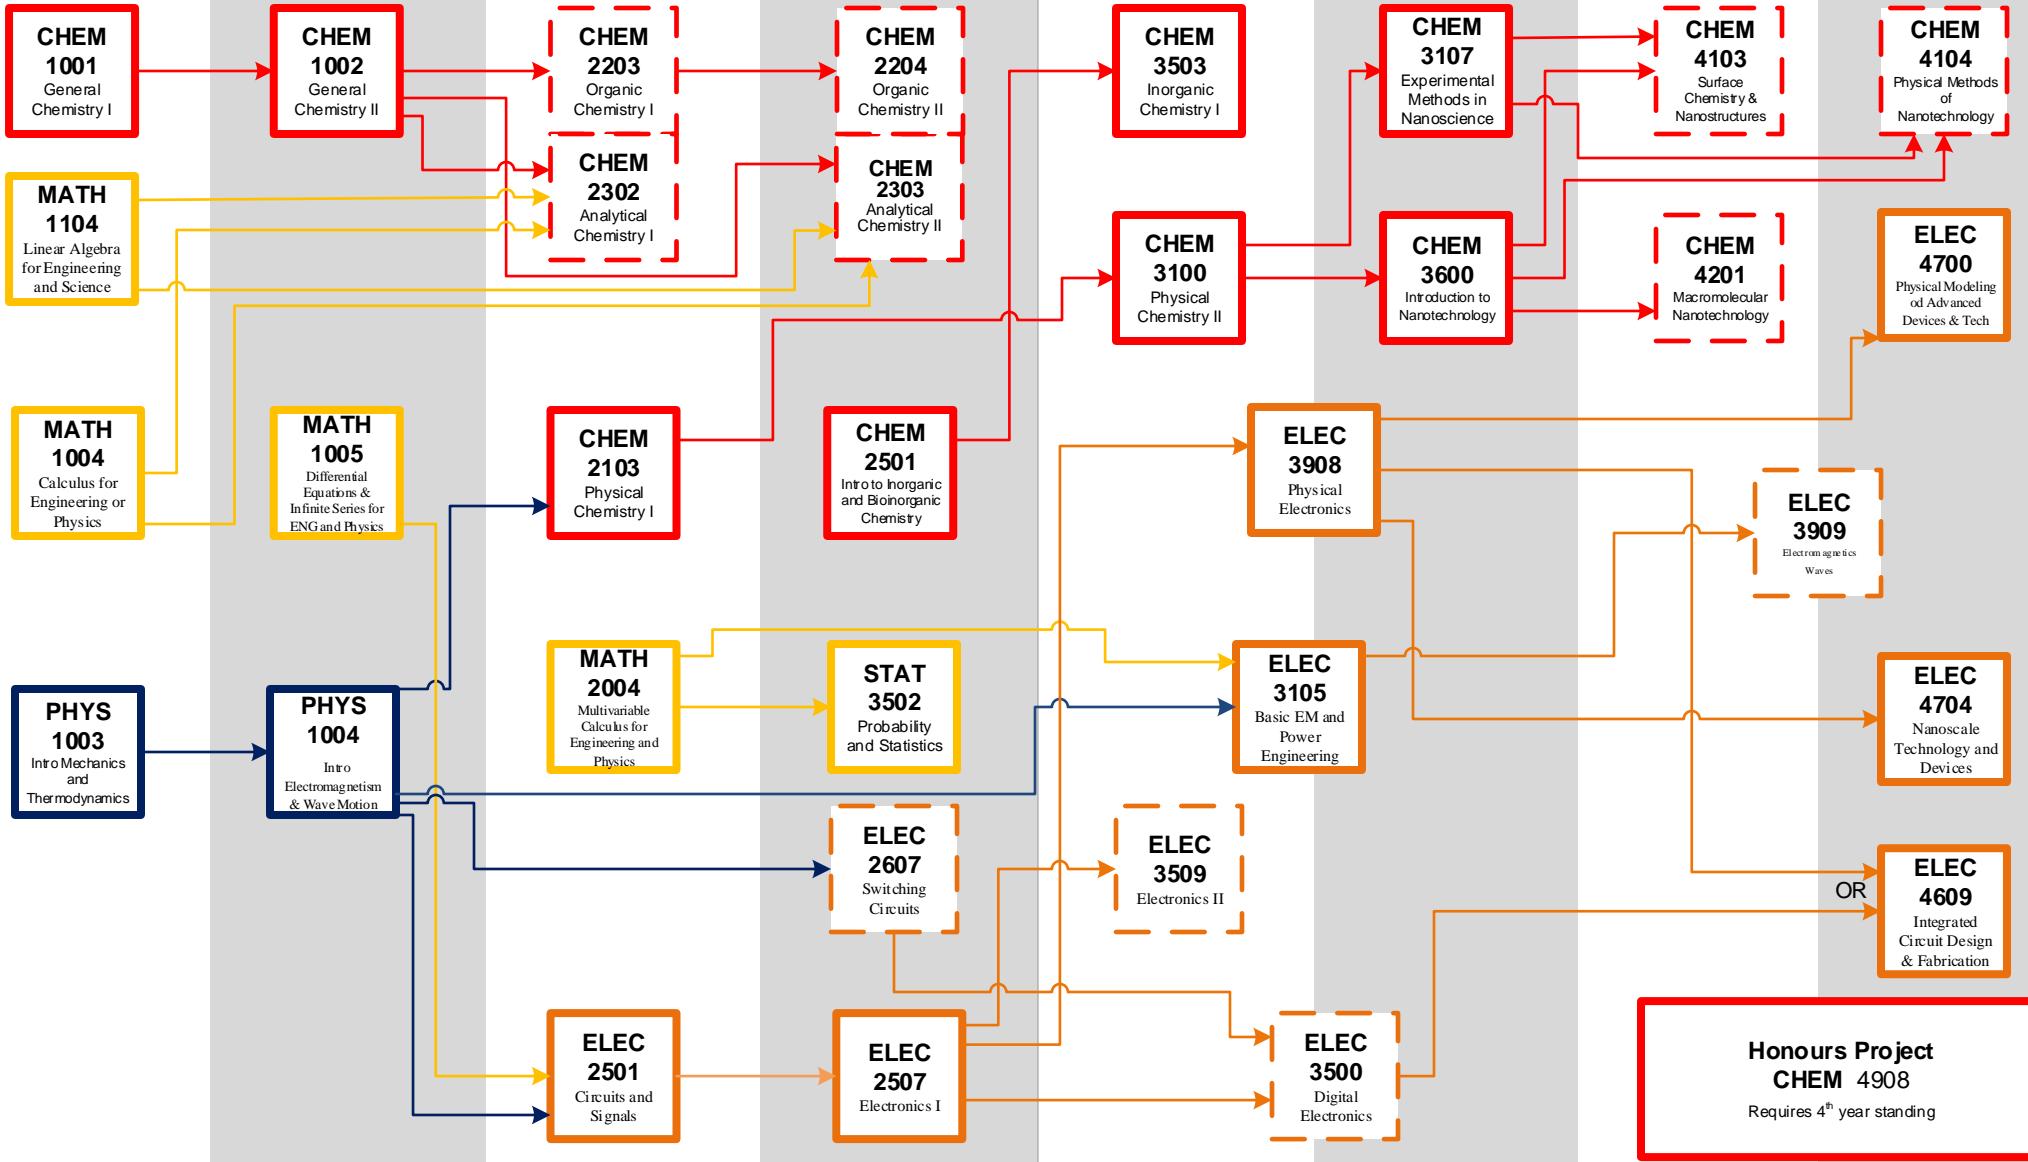 CHEM
1001
General
Chemistry I
CHEM
1002
General
Chemistry II
CHEM
2203
Organic
Chemistry I
CHEM
2204
Organic
Chemistry II
CHEM
3503
Inorganic
Chemistry I
CHEM
3107
Experimental
Methods in
Nanoscience
CHEM
4103
Surface
Chemistry &
Nanostructures
CHEM
4104
Physical Methods
of
Nanotechnology
MATH
1104
Linear Algebra
for Engineering
and Science
CHEM
2302
Analytical
Chemistry I
CHEM
2303
Analytical
Chemistry II
CHEM
3100
Physical
Chemistry II
CHEM
3600
Introduction to
Nanotechnology
CHEM
4201
Macromolecular
Nanotechnology
ELEC
4700
Physical Modeling
od Advanced
Devices & Tech
MATH
1004
Calculus for
Engineering or
Physics
MATH
1005
Differential
Equations &
Infinite Series for
ENG and Physics
CHEM
2103
Physical
Chemistry I
CHEM
2501
Intro to Inorganic
and Bioinorganic
Chemistry
ELEC
3908
Physical
Electronics
ELEC
3909
Electromagnetics
Waves
PHYS
1003
Intro Mechanics
and
Thermodynamics
PHYS
1004
Intro
Electromagnetism
& Wave Motion
MATH
2004
Multivariable
Calculus for
Engineering and
Physics
STAT
3502
Probability
and Statistics
ELEC
3105
Basic EM and
Power
Engineering
ELEC
4704
Nanoscale
Technology and
Devices
ELEC
2607
Switching
Circuits
ELEC
3509
Electronics II
OR
ELEC
4609
Integrated
Circuit Design
& Fabrication
ELEC
2501
Circuits and
Signals
ELEC
2507
Electronics I
ELEC
3500
Digital
Electronics
Honours Project
CHEM 4908
Requires 4th year standing